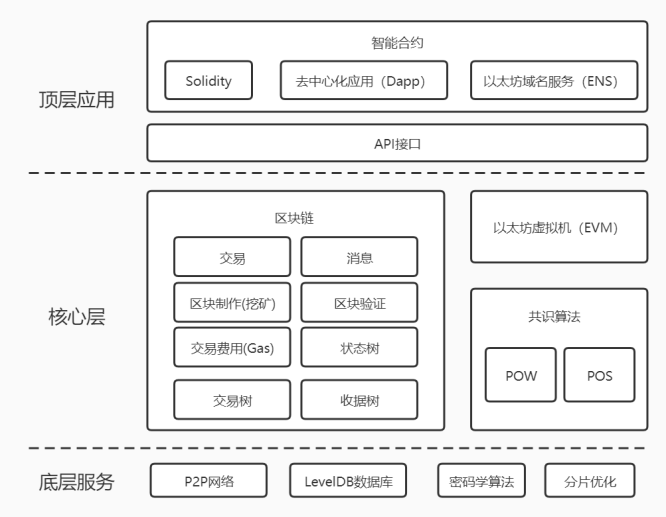 顶层应用
智能合约
Solidity
去中心化应用（Dapp）
以太坊域名服务（ENS）
API接口
核心层
区块链
交易
消息
区块制作(挖矿)
区块验证
交易费用(Gas)
状态树
交易树
收据树
以太坊虚拟机（EVM）
共识算法
POW
POS
底层服务
P2P网络
LevelDB数据库
密码学算法
分片优化